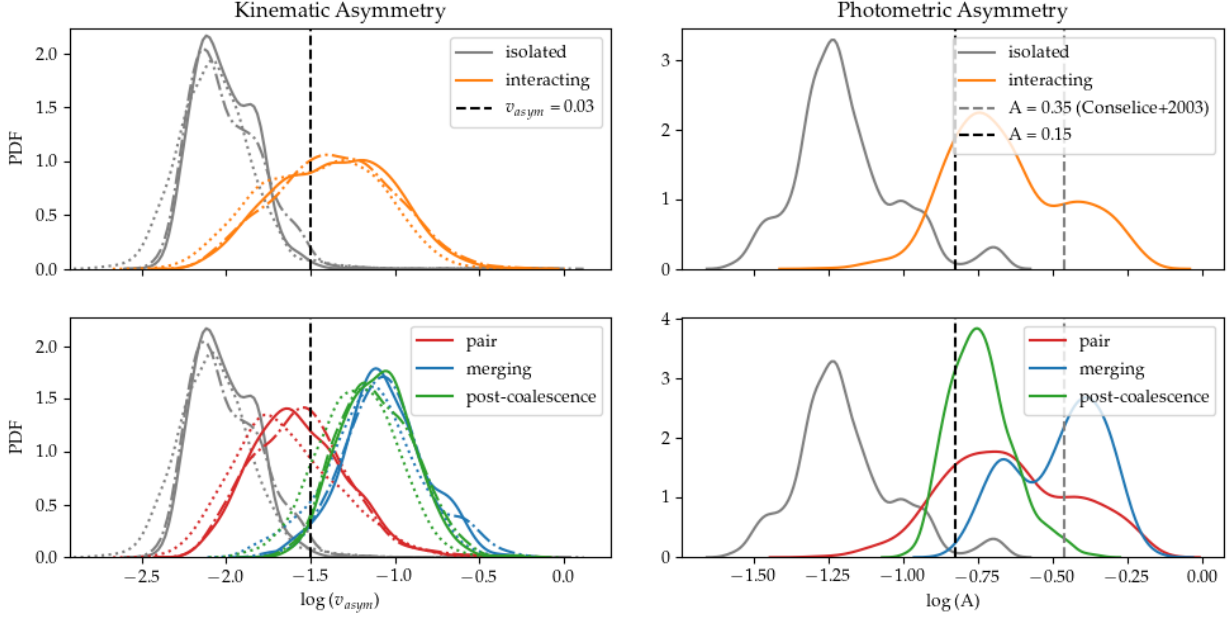 Kinematic Asymmetry
Photometric Asymmetry
PDF
2.0
1.5
1.0
0.5
0.0
isolated
interacting
v_asym = 0.03
3
2
1
0
isolated
interacting
A = 0.35 (Conselice+2003)
A = 0.15
PDF
2.0
1.5
1.0
0.5
0.0
pair
merging
post-coalescence
−2.5 −2.0 −1.5 −1.0 −0.5 0.0
log (v_asym)
4
3
2
1
0
pair
merging
post-coalescence
−1.50 −1.25 −1.00 −0.75 −0.50 −0.25 0.00
log (A)